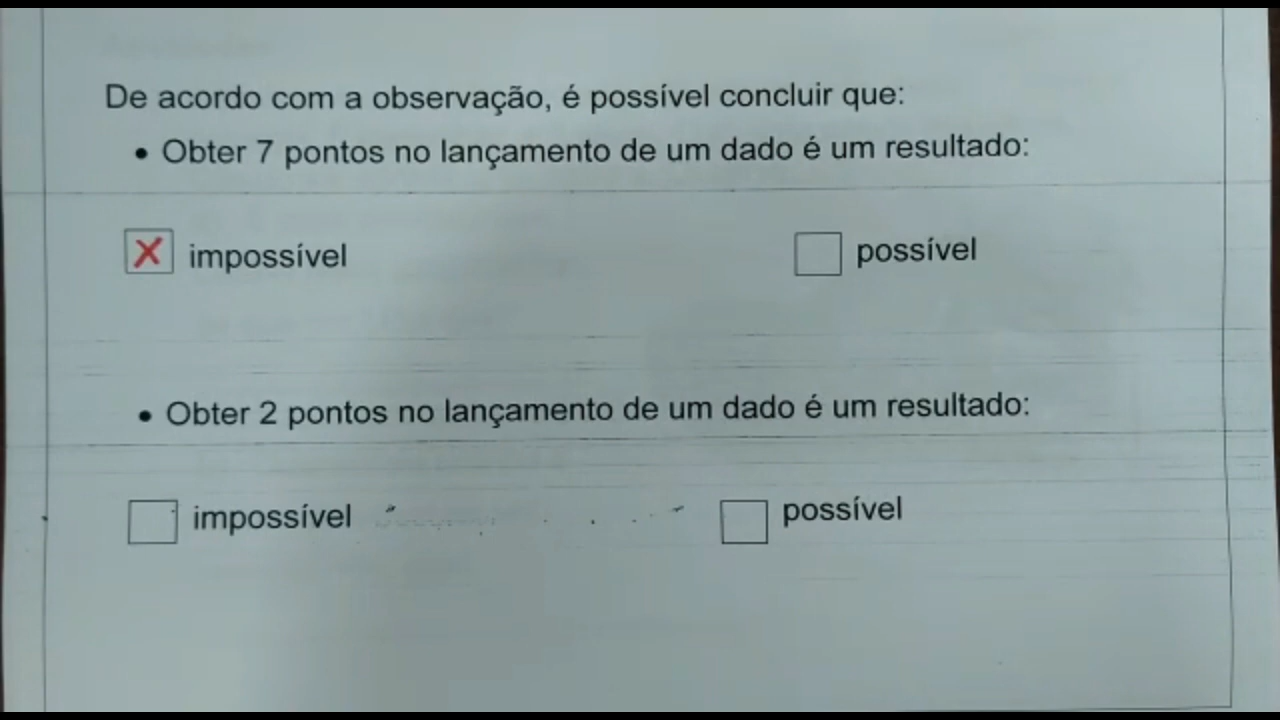 De acordo com a observação, é possível concluir que:
• Obter 7 pontos no lançamento de um dado é um resultado:
X impossível possível
• Obter 2 pontos no lançamento de um dado é um resultado:
impossível possível